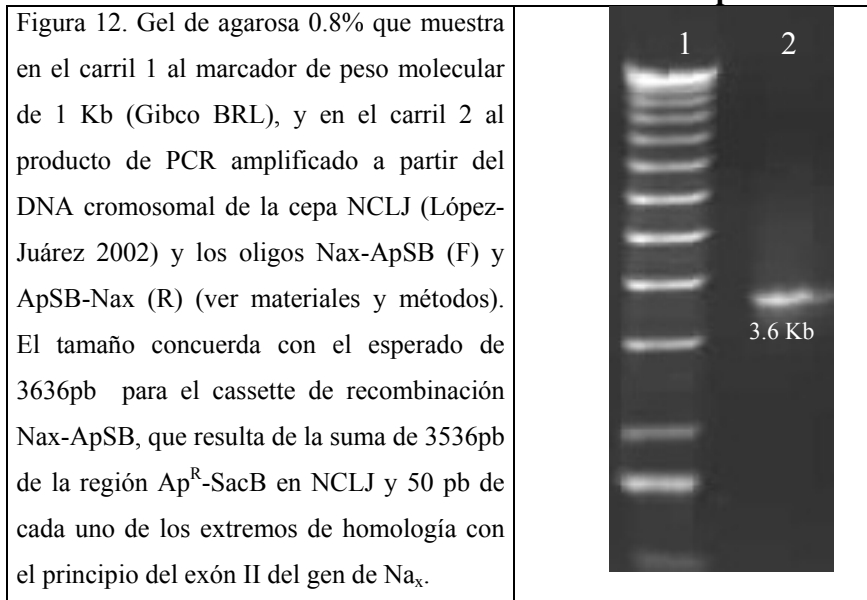 Figura 12. Gel de agarosa 0.8% que muestra
en el carril 1 al marcador de peso molecular
de 1 Kb (Gibco BRL), y en el carril 2 al
producto de PCR amplificado a partir del
DNA cromosomal de la cepa NCLJ (López-
Juárez 2002) y los oligos Nax-ApSB (F) y
ApSB-Nax (R) (ver materiales y métodos).
El tamaño concuerda con el esperado de
3636pb para el cassette de recombinación
Nax-ApSB, que resulta de la suma de 3536pb
de la región Ap^R-SacB en NCLJ y 50 pb de
cada uno de los extremos de homología con
el principio del exón II del gen de Na_x.
1 2
3.6 Kb